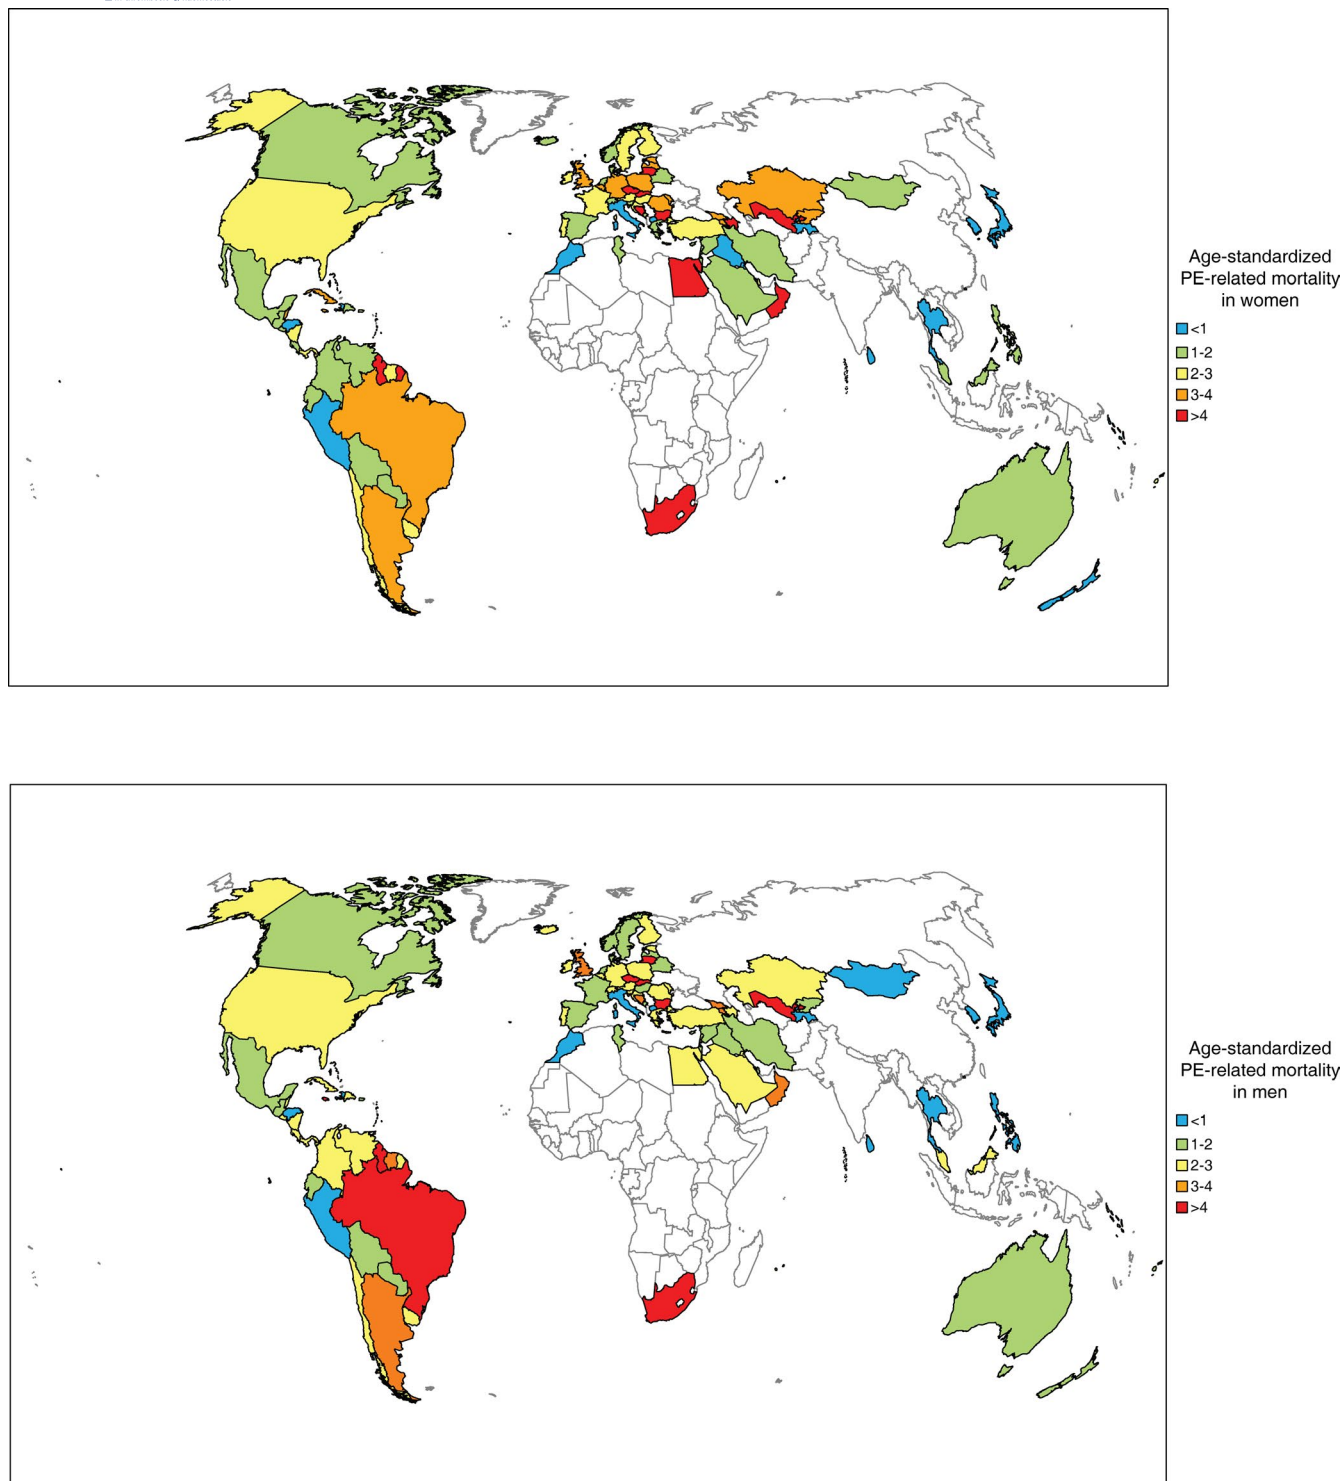 Age-standardized
PE-related mortality
in women
<1
1-2
2-3
3-4
>4
Age-standardized
PE-related mortality
in men
<1
1-2
2-3
3-4
>4